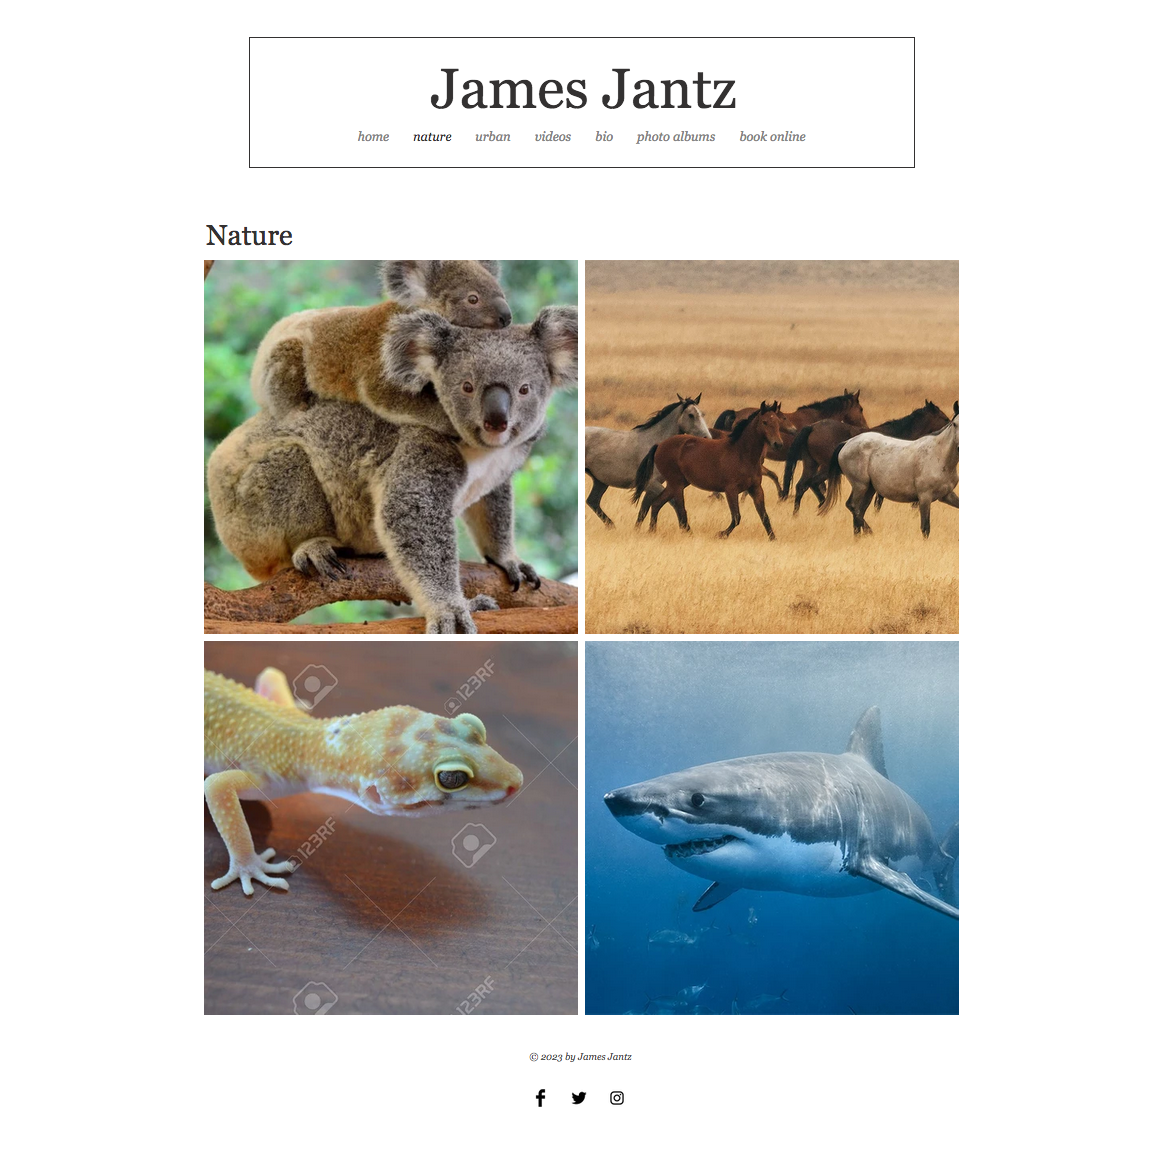 James Jantz
home nature urban videos bio photo albums book online
Nature
123RF
123RF
123RF
© 2023 by James Jantz